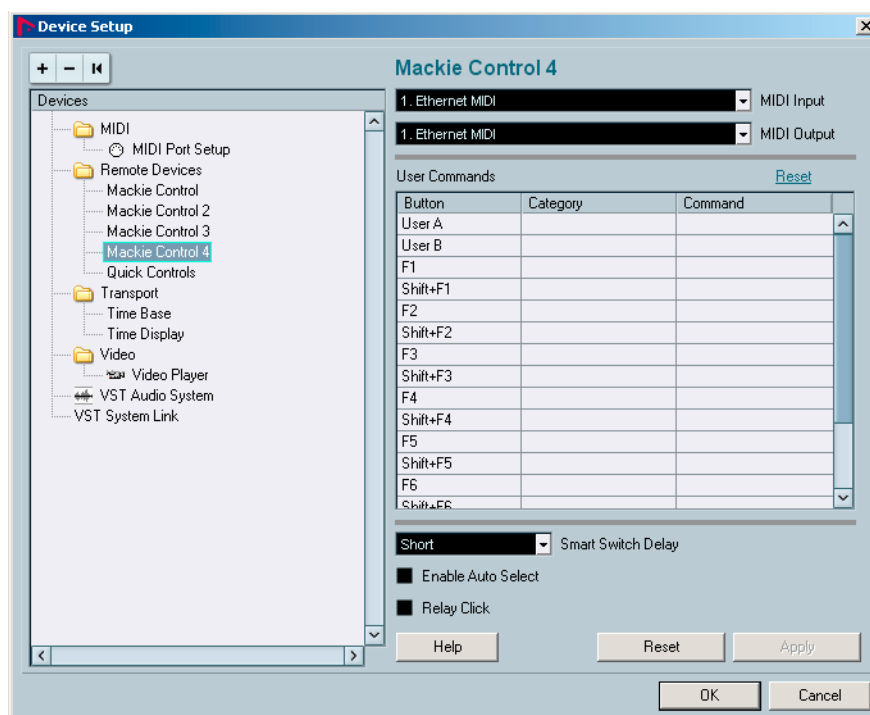 Device Setup
+ −
Devices
MIDI
MIDI Port Setup
Remote Devices
Mackie Control
Mackie Control 2
Mackie Control 3
Mackie Control 4
Quick Controls
Transport
Time Base
Time Display
Video
Video Player
VST Audio System
VST System Link
Mackie Control 4
1. Ethernet MIDI MIDI Input
1. Ethernet MIDI MIDI Output
User Commands Reset
Button Category Command
User A
User B
F1
Shift+F1
F2
Shift+F2
F3
Shift+F3
F4
Shift+F4
F5
Shift+F5
F6
Shift+F6
Short Smart Switch Delay
Enable Auto Select
Relay Click
Help Reset Apply
OK Cancel